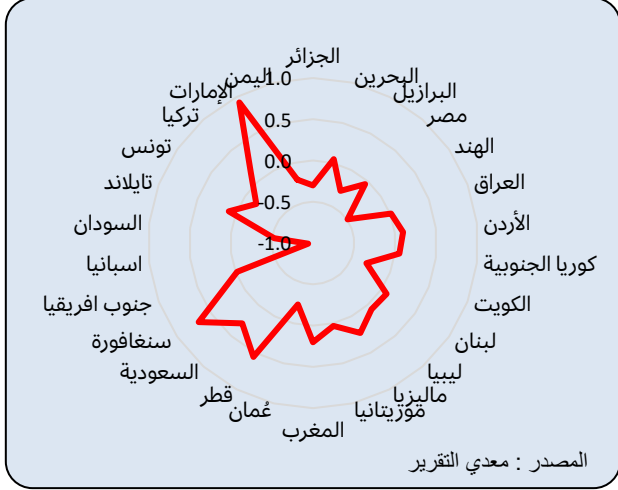 الجزائر
البحرين
البرازيل
مصر
الهند
العراق
الأردن
كوريا الجنوبية
الكويت
لبنان
ليبيا
ماليزيا
موريتانيا
المغرب
عُمان
قطر
السعودية
سنغافورة
جنوب افريقيا
اسبانيا
السودان
تايلاند
تونس
تركيا
الإمارات
اليمن
1.0
0.5
0.0
-0.5
-1.0
المصدر : معدي التقرير